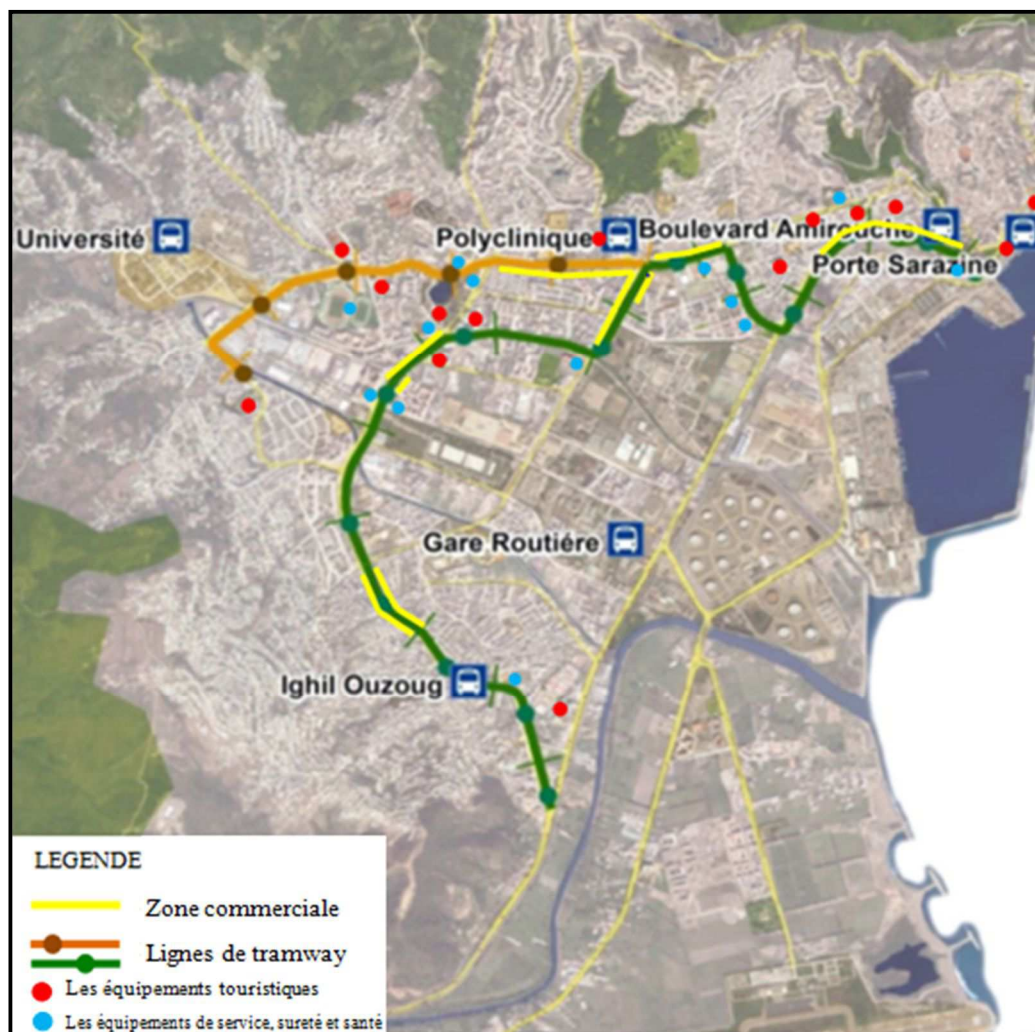 Université
Polyclinique
Boulevard Amirouche
Porte Sarazine
Gare Routiére
Ighil Ouzoug
LEGENDE
Zone commerciale
Lignes de tramway
Les équipements touristiques
Les équipements de service, sureté et santé